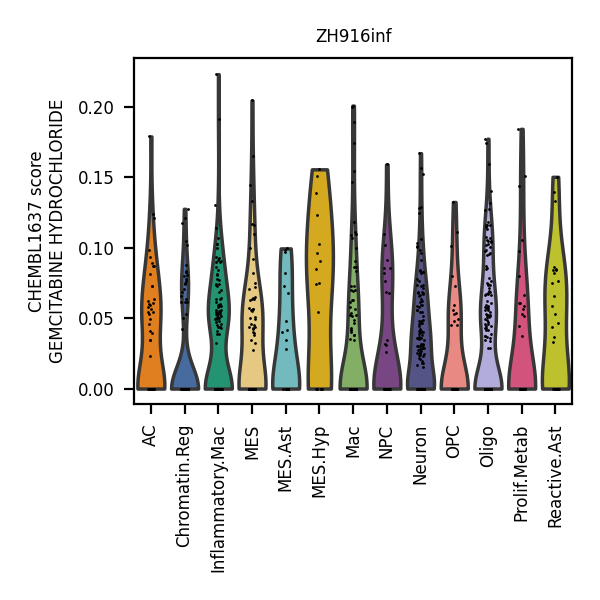 ZH916inf
CHEMBL1637 score
GEMCITABINE HYDROCHLORIDE
0.20
0.15
0.10
0.05
0.00
AC
Chromatin.Reg
Inflammatory.Mac
MES
MES.Ast
MES.Hyp
Mac
NPC
Neuron
OPC
Oligo
Prolif.Metab
Reactive.Ast